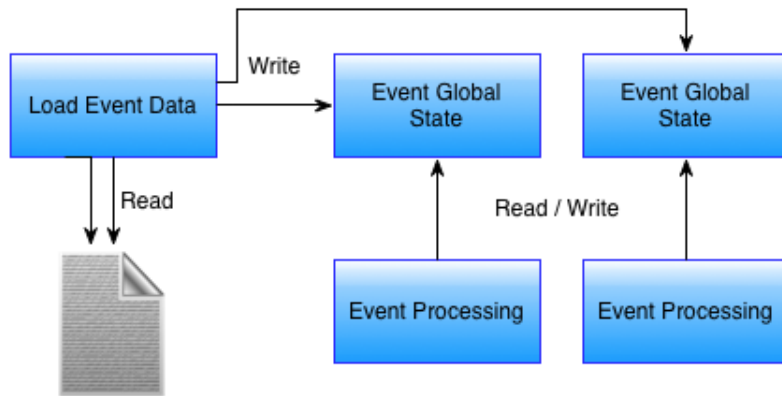 Write
Load Event Data
Event Global
State
Event Global
State
Read
Read / Write
Event Processing
Event Processing